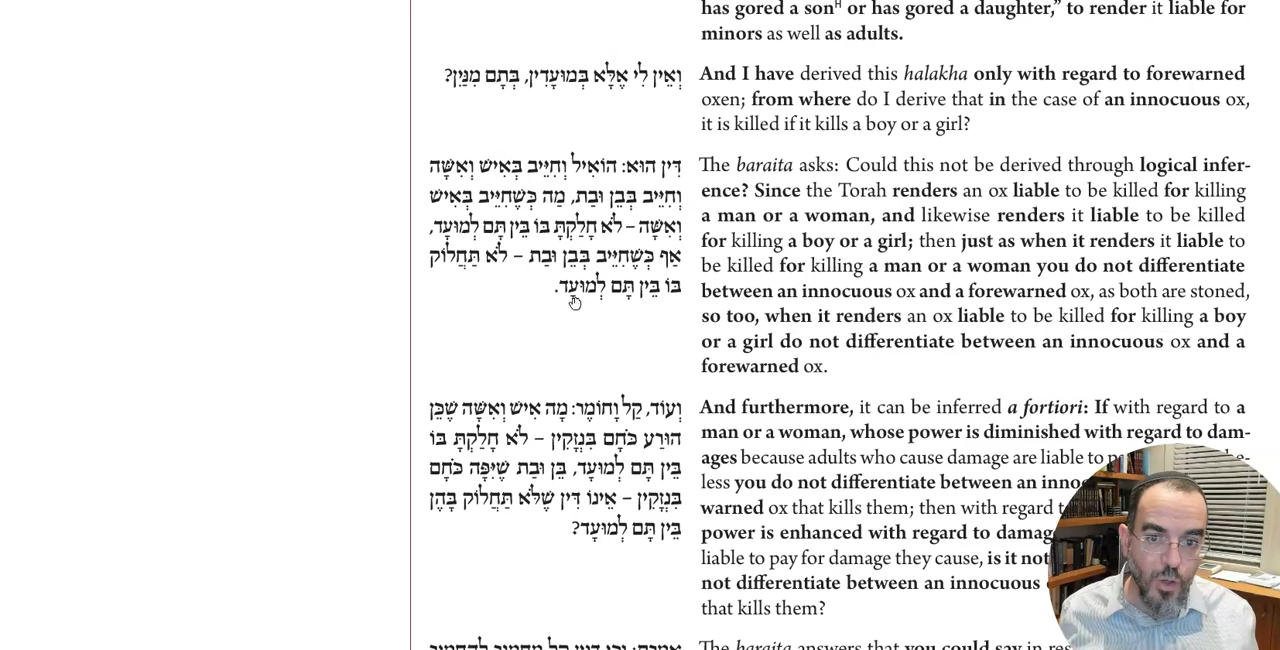 has gored a sonᴴ or has gored a daughter,” to render it liable for
minors as well as adults.
וְאֵין לִי אֶלָּא בְּמוּעָדִין, בְּתָם מִנַּיִן?
And I have derived this halakha only with regard to forewarned
oxen; from where do I derive that in the case of an innocuous ox,
it is killed if it kills a boy or a girl?
דִּין הוּא: הוֹאִיל וְחִיֵּיב בְּאִישׁ וְאִשָּׁה
וְחִיֵּיב בְּבֵן וּבַת, מַה כְּשֶׁחִיֵּיב בְּאִישׁ
וְאִשָּׁה – לֹא חָלַקְתָּ בּוֹ בֵּין תָּם לְמוּעָד,
אַף כְּשֶׁחִיֵּיב בְּבֵן וּבַת – לֹא תַּחֲלוֹק
בּוֹ בֵּין תָּם לְמוּעָד.
The baraita asks: Could this not be derived through logical infer-
ence? Since the Torah renders an ox liable to be killed for killing
a man or a woman, and likewise renders it liable to be killed
for killing a boy or a girl; then just as when it renders it liable to
be killed for killing a man or a woman you do not differentiate
between an innocuous ox and a forewarned ox, as both are stoned,
so too, when it renders an ox liable to be killed for killing a boy
or a girl do not differentiate between an innocuous ox and a
forewarned ox.
וְעוֹד, קַל וָחוֹמֶר: מָה אִישׁ וְאִשָּׁה שֶׁכֵּן
הוּרַע כֹּחָם בִּנְזָקִין – לֹא חָלַקְתָּ בּוֹ
בֵּין תָּם לְמוּעָד, בֵּן וּבַת שֶׁיִּפָּה כֹּחָם
בִּנְזָקִין – אֵינוֹ דִּין שֶׁלֹּא תַּחֲלוֹק בָּהֶן
בֵּין תָּם לְמוּעָד?
And furthermore, it can be inferred a fortiori: If with regard to a
man or a woman, whose power is diminished with regard to dam-
ages because adults who cause damage are liable to
less you do not differentiate between an
warned ox that kills them; then with regard
power is enhanced with regard to
liable to pay for damage they cause, is it not
not differentiate between an innocuous
that kills them?
The baraita answers that you could say in